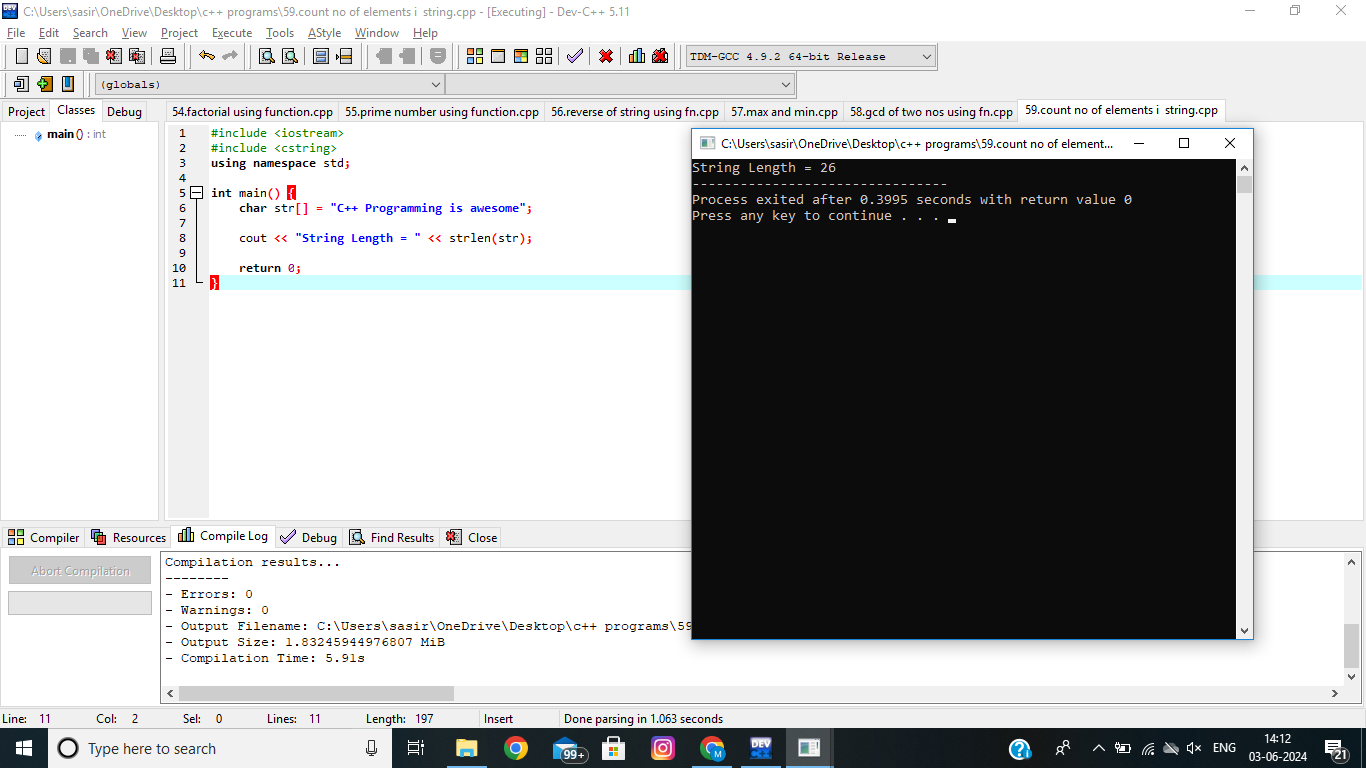 C:\Users\sasir\OneDrive\Desktop\c++ programs\59.count no of elements i  string.cpp - [Executing] - Dev-C++ 5.11
File Edit Search View Project Execute Tools AStyle Window Help
TDM-GCC 4.9.2 64-bit Release
(globals)
Project Classes Debug
54.factorial using function.cpp 55.prime number using function.cpp 56.reverse of string using fn.cpp 57.max and min.cpp 58.gcd of two nos using fn.cpp 59.count no of elements i  string.cpp
main () : int
1 #include <iostream>
2 #include <cstring>
3 using namespace std;
4
5 int main() {
6     char str[] = "C++ Programming is awesome";
7
8     cout << "String Length = " << strlen(str);
9
10     return 0;
11 }
C:\Users\sasir\OneDrive\Desktop\c++ programs\59.count no of element...
String Length = 26
--------------------------------
Process exited after 0.3995 seconds with return value 0
Press any key to continue . . .
Compiler Resources Compile Log Debug Find Results Close
Abort Compilation
Compilation results...
--------
- Errors: 0
- Warnings: 0
- Output Filename: C:\Users\sasir\OneDrive\Desktop\c++ programs\59
- Output Size: 1.83245944976807 MiB
- Compilation Time: 5.91s
Line: 11 Col: 2 Sel: 0 Lines: 11 Length: 197 Insert Done parsing in 1.063 seconds
Type here to search
99+
M
DEV
ENG
14:12
03-06-2024
21